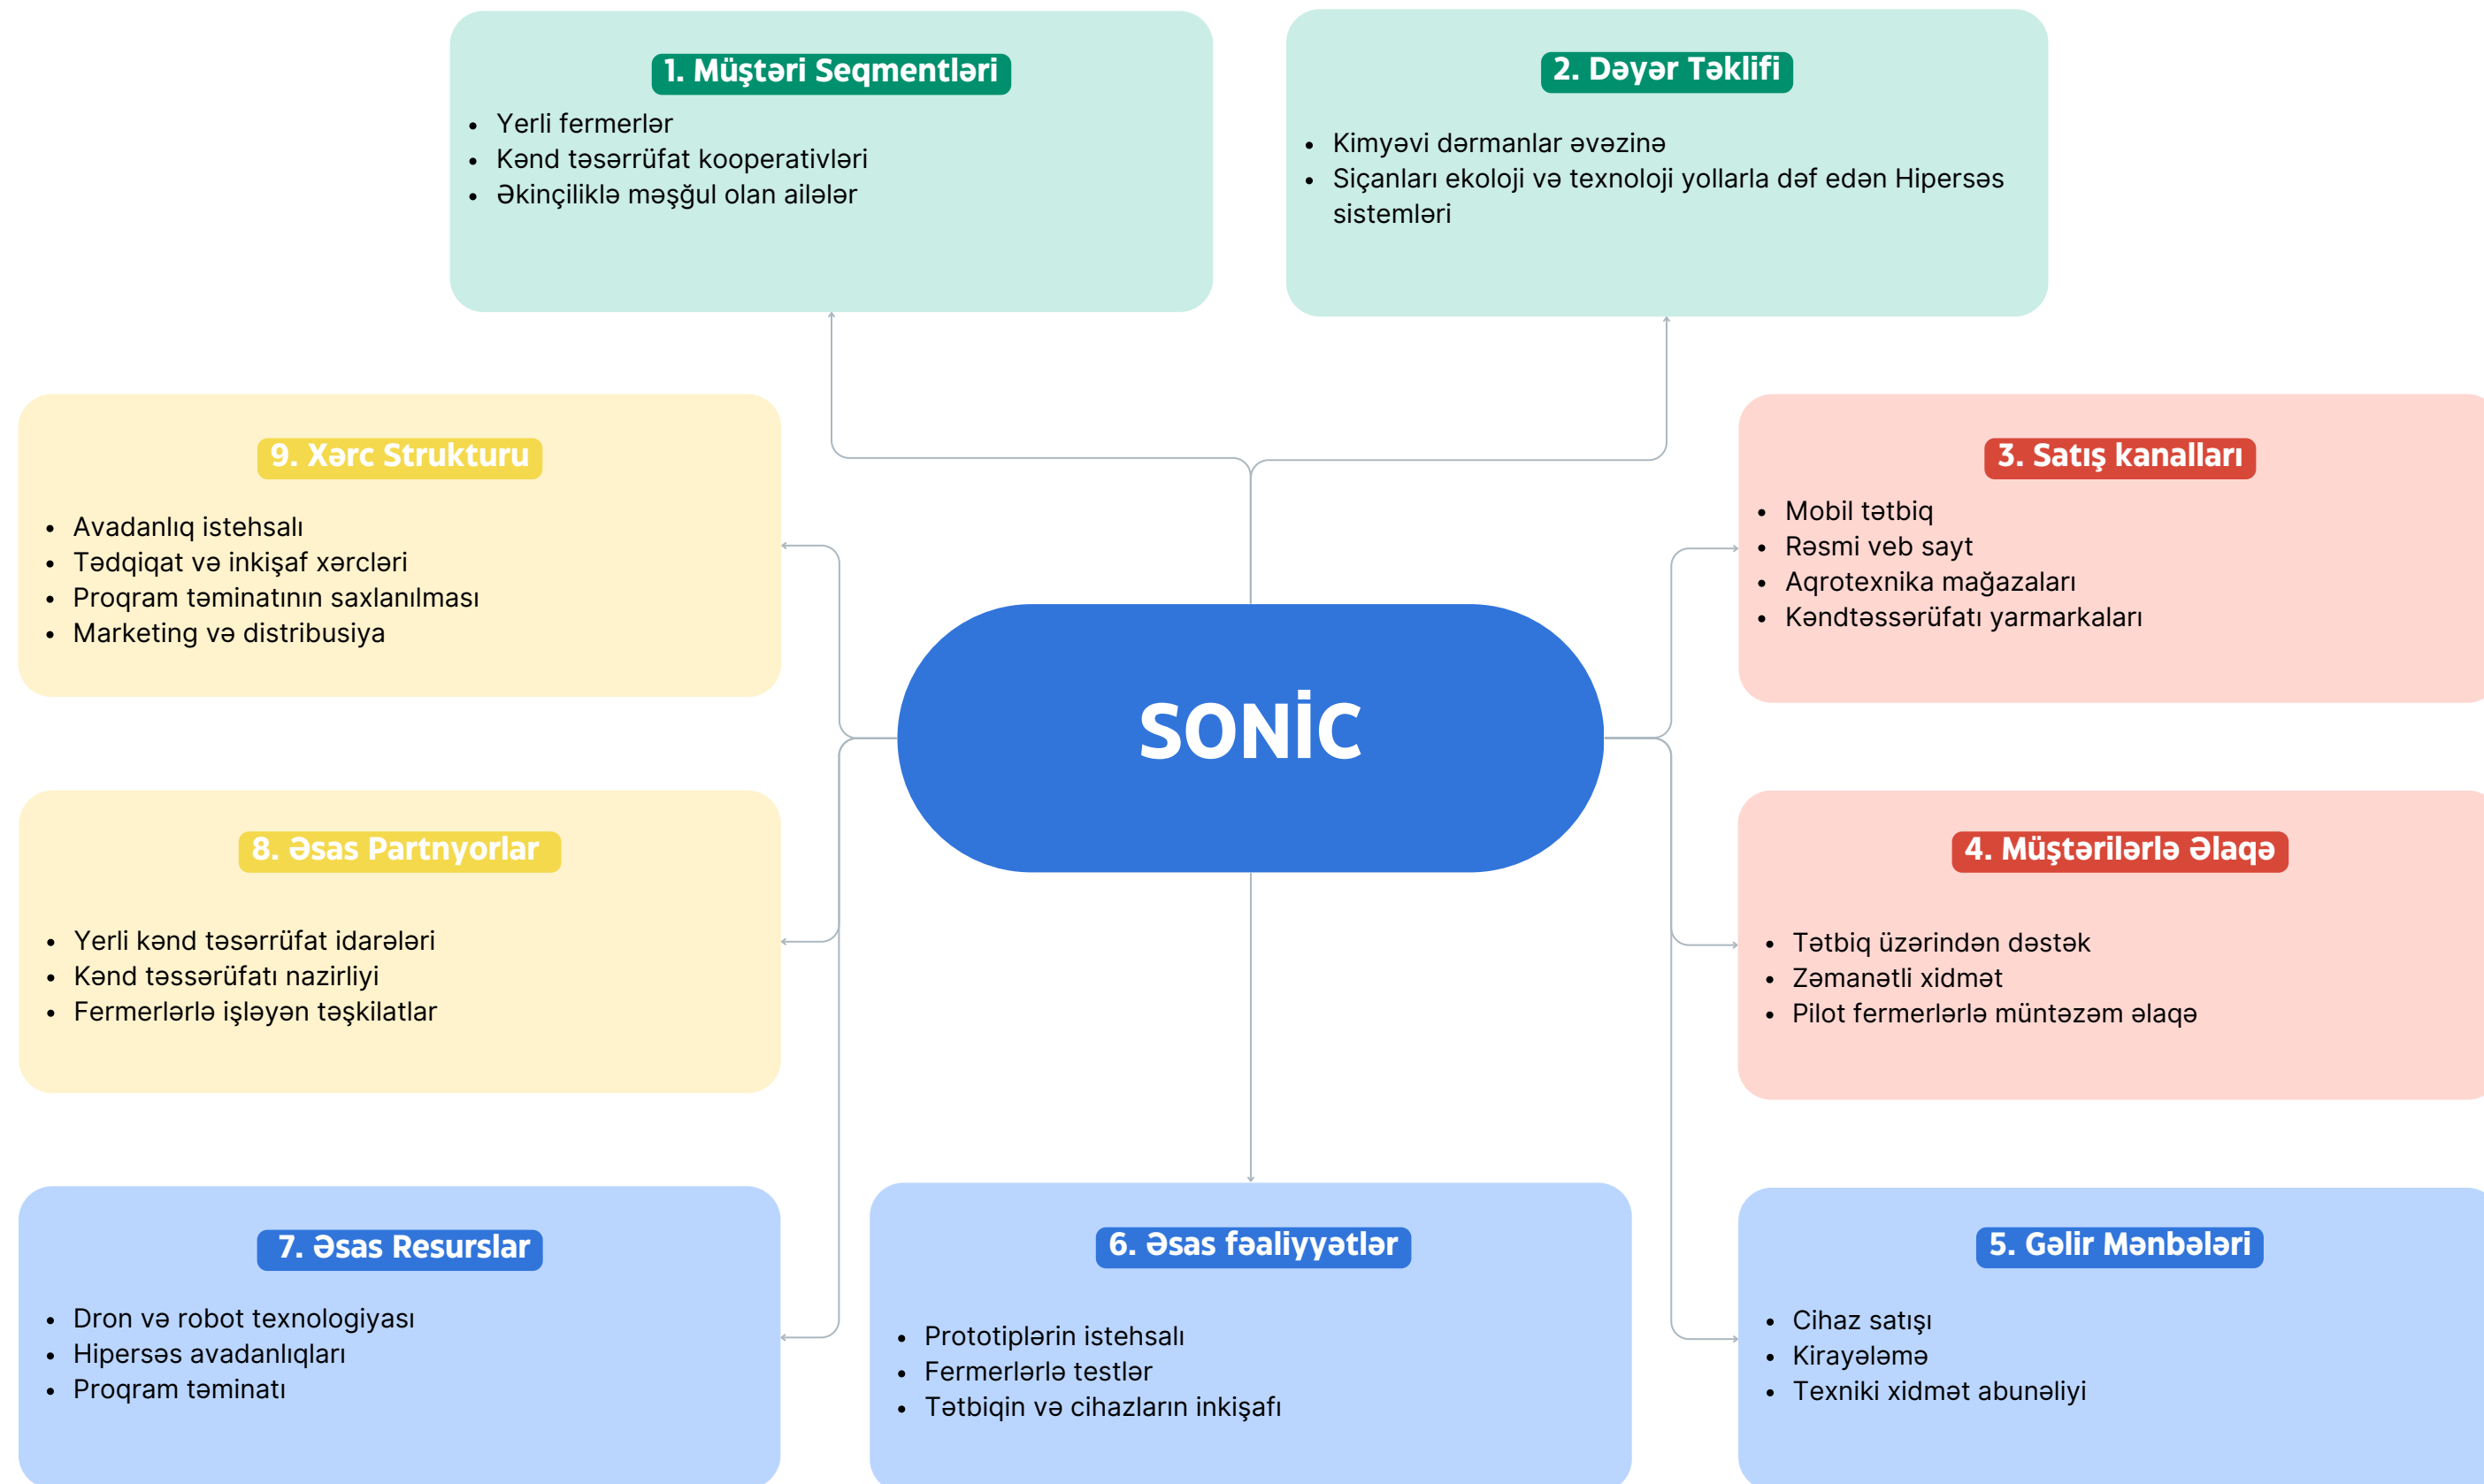 1. Müştəri Seqmentləri
• Yerli fermerlər
• Kənd təsərrüfat kooperativləri
• Əkinçiliklə məşğul olan ailələr
2. Dəyər Təklifi
• Kimyəvi dərmanlar əvəzinə
• Siçanları ekoloji və texnoloji yollarla dəf edən Hipersəs
sistemləri
9. Xərc Strukturu
• Avadanlıq istehsalı
• Tədqiqat və inkişaf xərcləri
• Proqram təminatının saxlanılması
• Marketing və distribusiya
3. Satış kanalları
• Mobil tətbiq
• Rəsmi veb sayt
• Aqrotexnika mağazaları
• Kəndtəssərüfatı yarmarkaları
SONİC
8. Əsas Partnyorlar
• Yerli kənd təsərrüfat idarələri
• Kənd təssərüfatı nazirliyi
• Fermerlərlə işləyən təşkilatlar
4. Müştərilərlə Əlaqə
• Tətbiq üzərindən dəstək
• Zəmanətli xidmət
• Pilot fermerlərlə müntəzəm əlaqə
7. Əsas Resurslar
• Dron və robot texnologiyası
• Hipersəs avadanlıqları
• Proqram təminatı
6. Əsas fəaliyyətlər
• Prototiplərin istehsalı
• Fermerlərlə testlər
• Tətbiqin və cihazların inkişafı
5. Gəlir Mənbələri
• Cihaz satışı
• Kirayələmə
• Texniki xidmət abunəliyi